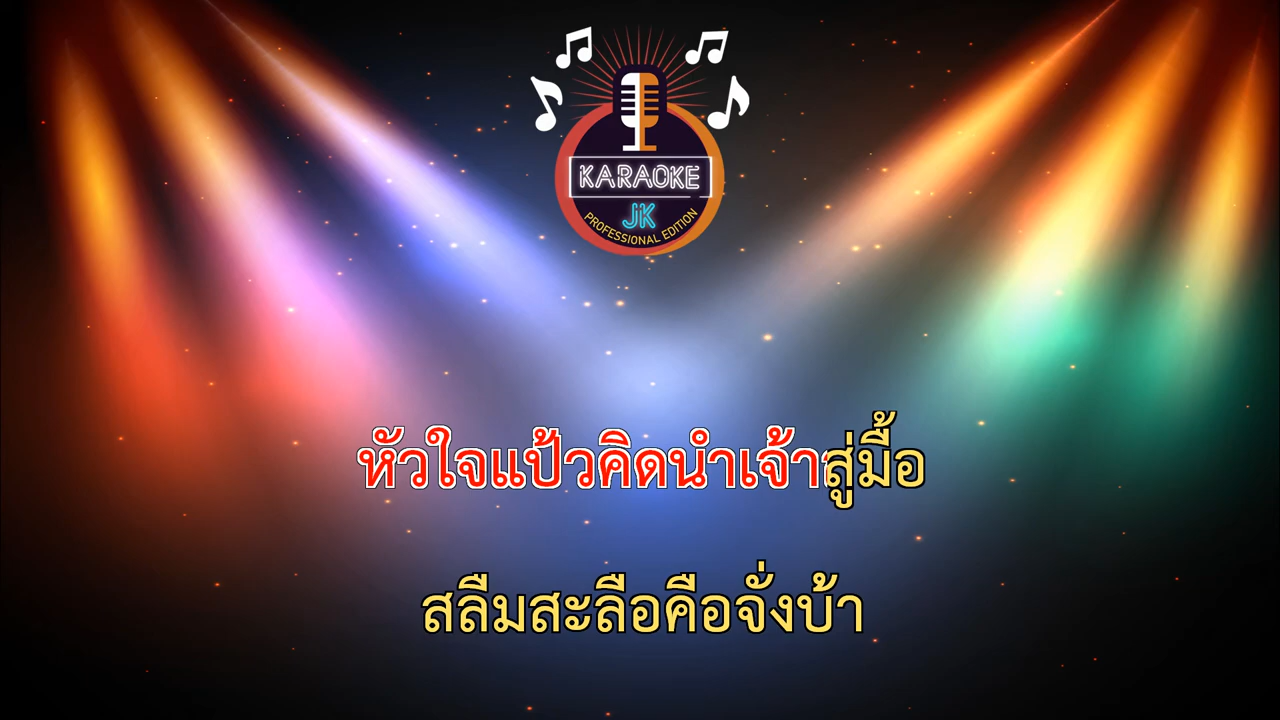 KARAOKE
JK
PROFESSIONAL EDITION
หัวใจแป้วคิดนำเจ้าสู่มื้อ
สลืมสะลือคือจั่งบ้า